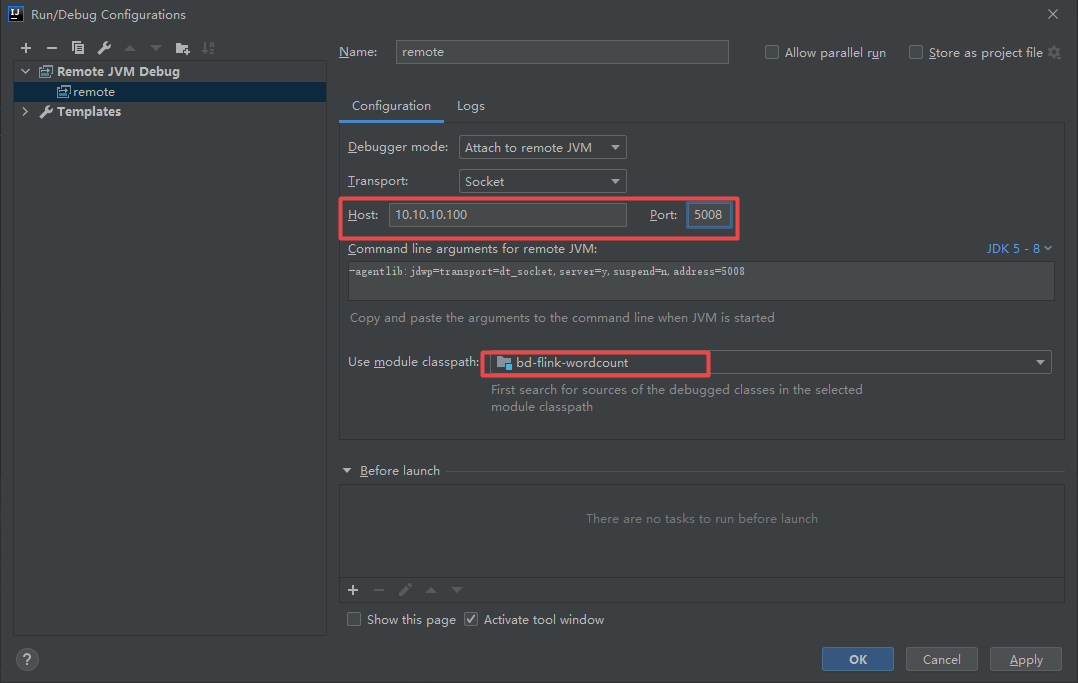 Run/Debug Configurations
Remote JVM Debug
remote
Templates
Name: remote
Allow parallel run
Store as project file
Configuration
Logs
Debugger mode: Attach to remote JVM
Transport: Socket
Host: 10.10.10.100 Port: 5008
Command line arguments for remote JVM: JDK 5 - 8
-agentlib:jdwp=transport=dt_socket,server=y,suspend=n,address=5008
Copy and paste the arguments to the command line when JVM is started
Use module classpath: bd-flink-wordcount
First search for sources of the debugged classes in the selected
module classpath
Before launch
There are no tasks to run before launch
Show this page
Activate tool window
?
OK
Cancel
Apply